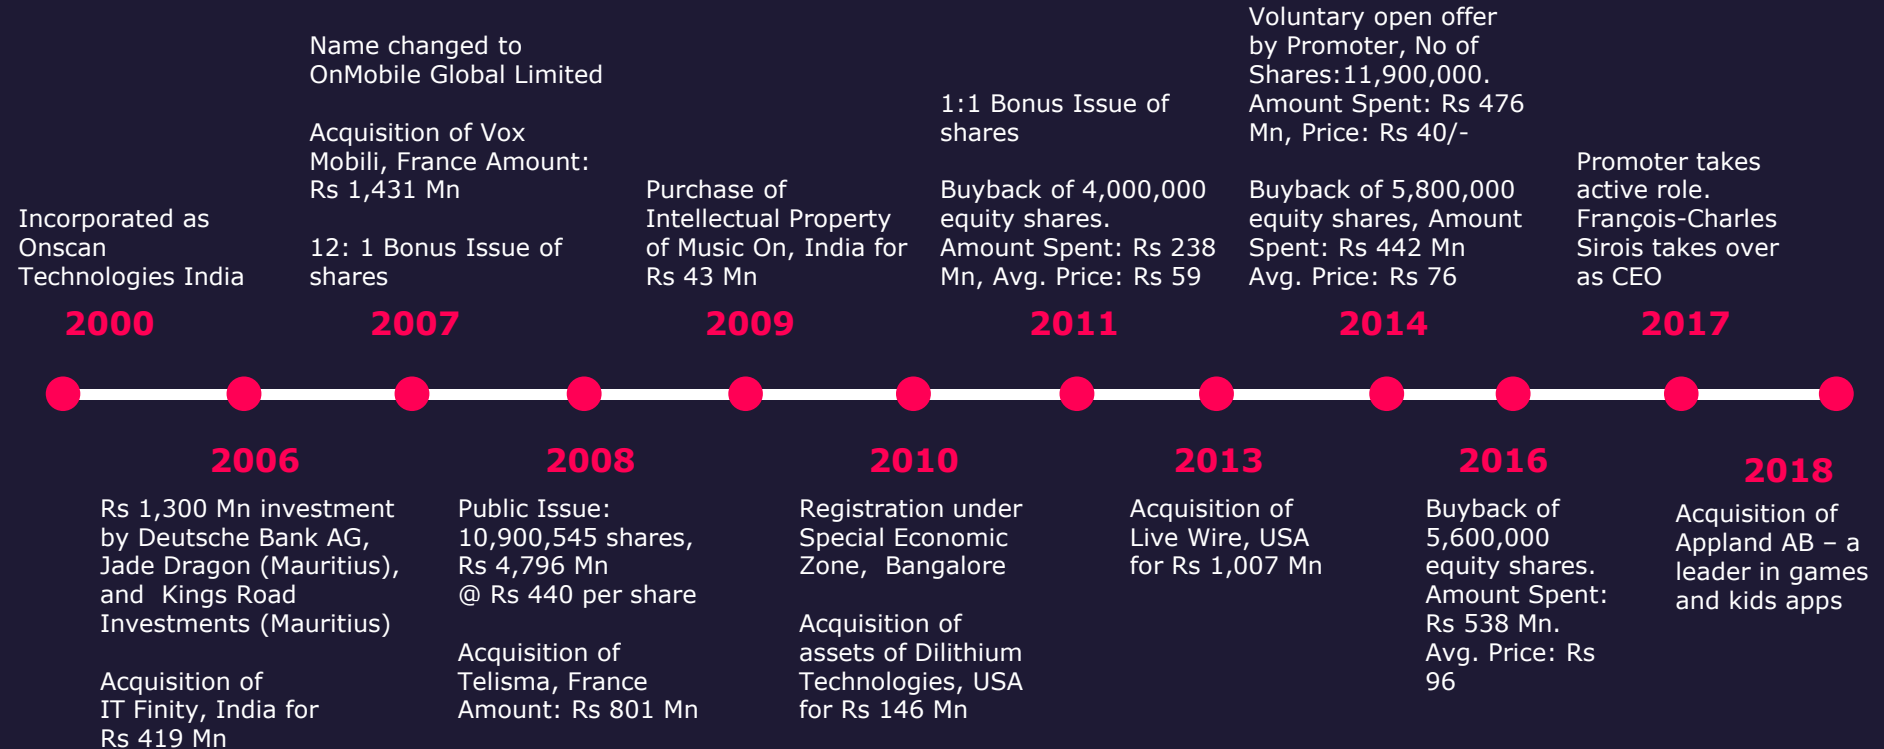 Incorporated as
Onscan
Technologies India
2000
Rs 1,300 Mn investment
by Deutsche Bank AG,
Jade Dragon (Mauritius),
and Kings Road
Investments (Mauritius)
Acquisition of
IT Finity, India for
Rs 419 Mn
2006
Name changed to
OnMobile Global Limited
Acquisition of Vox
Mobili, France Amount:
Rs 1,431 Mn
12: 1 Bonus Issue of
shares
2007
2008
Public Issue:
10,900,545 shares,
Rs 4,796 Mn
@ Rs 440 per share
Acquisition of
Telisma, France
Amount: Rs 801 Mn
Purchase of
Intellectual Property
of Music On, India for
Rs 43 Mn
2009
2010
Registration under
Special Economic
Zone, Bangalore
Acquisition of
assets of Dilithium
Technologies, USA
for Rs 146 Mn
1:1 Bonus Issue of
shares
Buyback of 4,000,000
equity shares.
Amount Spent: Rs 238
Mn, Avg. Price: Rs 59
2011
2013
Acquisition of
Live Wire, USA
for Rs 1,007 Mn
Voluntary open offer
by Promoter, No of
Shares:11,900,000.
Amount Spent: Rs 476
Mn, Price: Rs 40/-
Buyback of 5,800,000
equity shares, Amount
Spent: Rs 442 Mn
Avg. Price: Rs 76
2014
2016
Buyback of
5,600,000
equity shares.
Amount Spent:
Rs 538 Mn.
Avg. Price: Rs
96
Promoter takes
active role.
François-Charles
Sirois takes over
as CEO
2017
2018
Acquisition of
Appland AB – a
leader in games
and kids apps